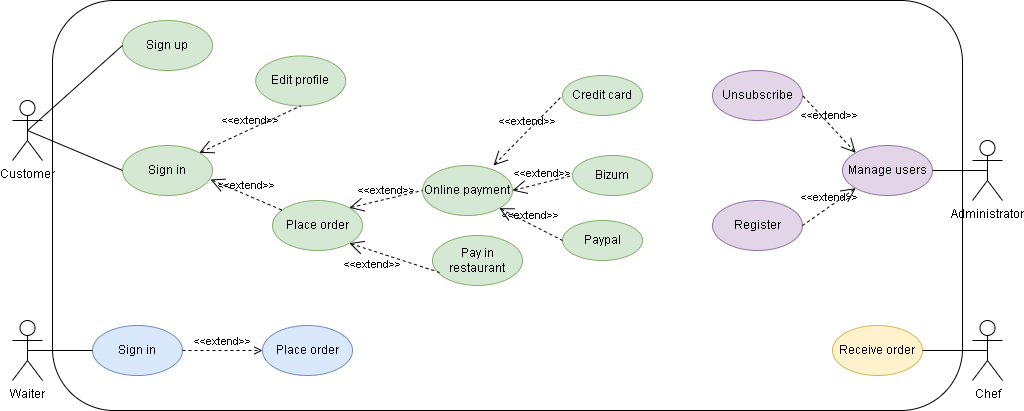 Sign up
Edit profile
Credit card
Unsubscribe
<<extend>>
<<extend>>
<<extend>>
Customer
Sign in
<<extend>>
<<extend>>
Online payment
<<extend>>
Bizum
Manage users
<<extend>>
Administrator
Place order
<<extend>>
Paypal
Register
Pay in
restaurant
<<extend>>
Sign in
<<extend>>
Place order
Receive order
Waiter
Chef